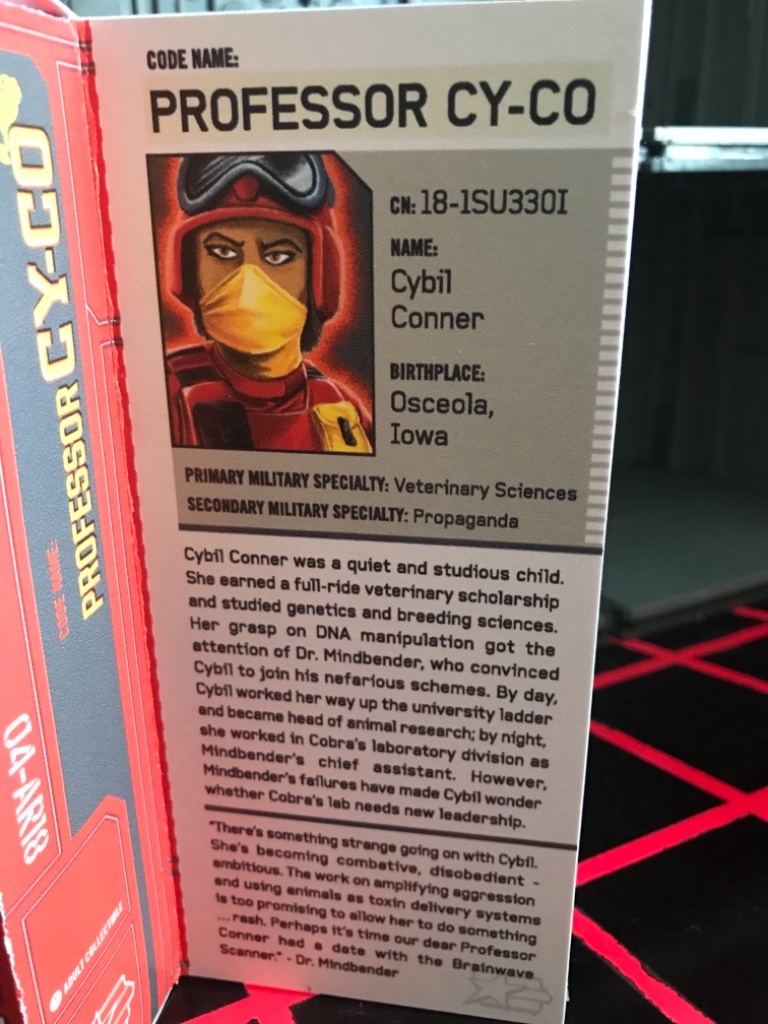 CODE NAME:
PROFESSOR CY-CO
CN: 18-1SU330I
NAME:
Cybil
Conner
BIRTHPLACE:
Osceola,
Iowa
PRIMARY MILITARY SPECIALTY: Veterinary Sciences
SECONDARY MILITARY SPECIALTY: Propaganda
Cybil Conner was a quiet and studious child.
She earned a full-ride veterinary scholarship
and studied genetics and breeding sciences.
Her grasp on DNA manipulation got the
attention of Dr. Mindbender, who convinced
Cybil to join his nefarious schemes. By day,
Cybil worked her way up the university ladder
and became head of animal research; by night,
she worked in Cobra's laboratory division as
Mindbender's chief assistant. However,
Mindbender's failures have made Cybil wonder
whether Cobra's lab needs new leadership.
"There's something strange going on with Cybil.
She's becoming combative, disobedient -
ambitious. The work on amplifying aggression
and using animals as toxin delivery systems
is too promising to allow her to do something
...rash. Perhaps it's time our dear Professor
Conner had a date with the Brainwave
Scanner." - Dr. Mindbender
CODE NAME:
PROFESSOR CY-CO
04-AR18
ADULT COLLECTIBLE